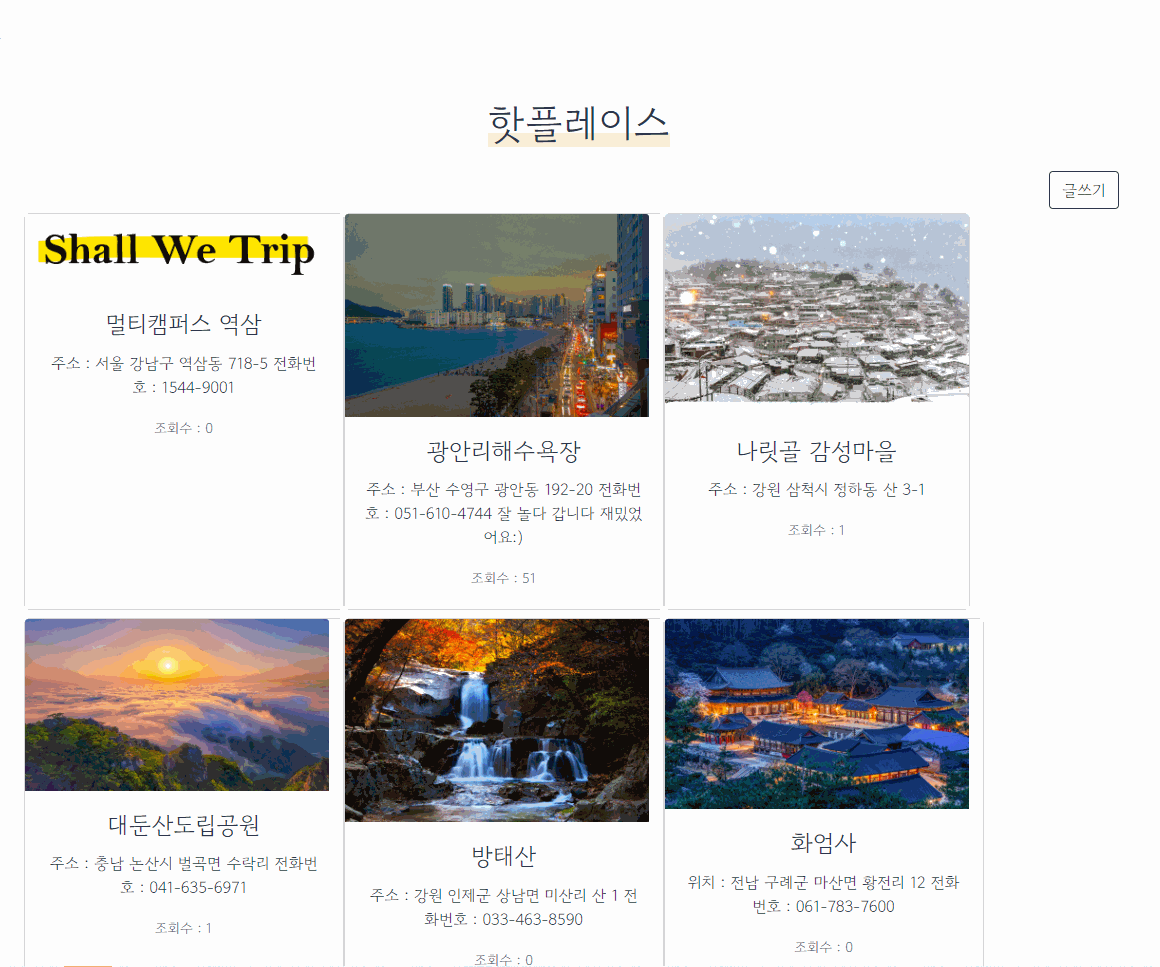 핫플레이스
글쓰기
Shall We Trip
멀티캠퍼스 역삼
주소 : 서울 강남구 역삼동 718-5 전화번
호 : 1544-9001
조회수 : 0
광안리해수욕장
주소 : 부산 수영구 광안동 192-20 전화번
호 : 051-610-4744 잘 놀다 갑니다 재밌었
어요:)
조회수 : 51
나릿골 감성마을
주소 : 강원 삼척시 정하동 산 3-1
조회수 : 1
대둔산도립공원
주소 : 충남 논산시 벌곡면 수락리 전화번
호 : 041-635-6971
조회수 : 1
방태산
주소 : 강원 인제군 상남면 미산리 산 1 전
화번호 : 033-463-8590
조회수 : 0
화엄사
위치 : 전남 구례군 마산면 황전리 12 전화
번호 : 061-783-7600
조회수 : 0